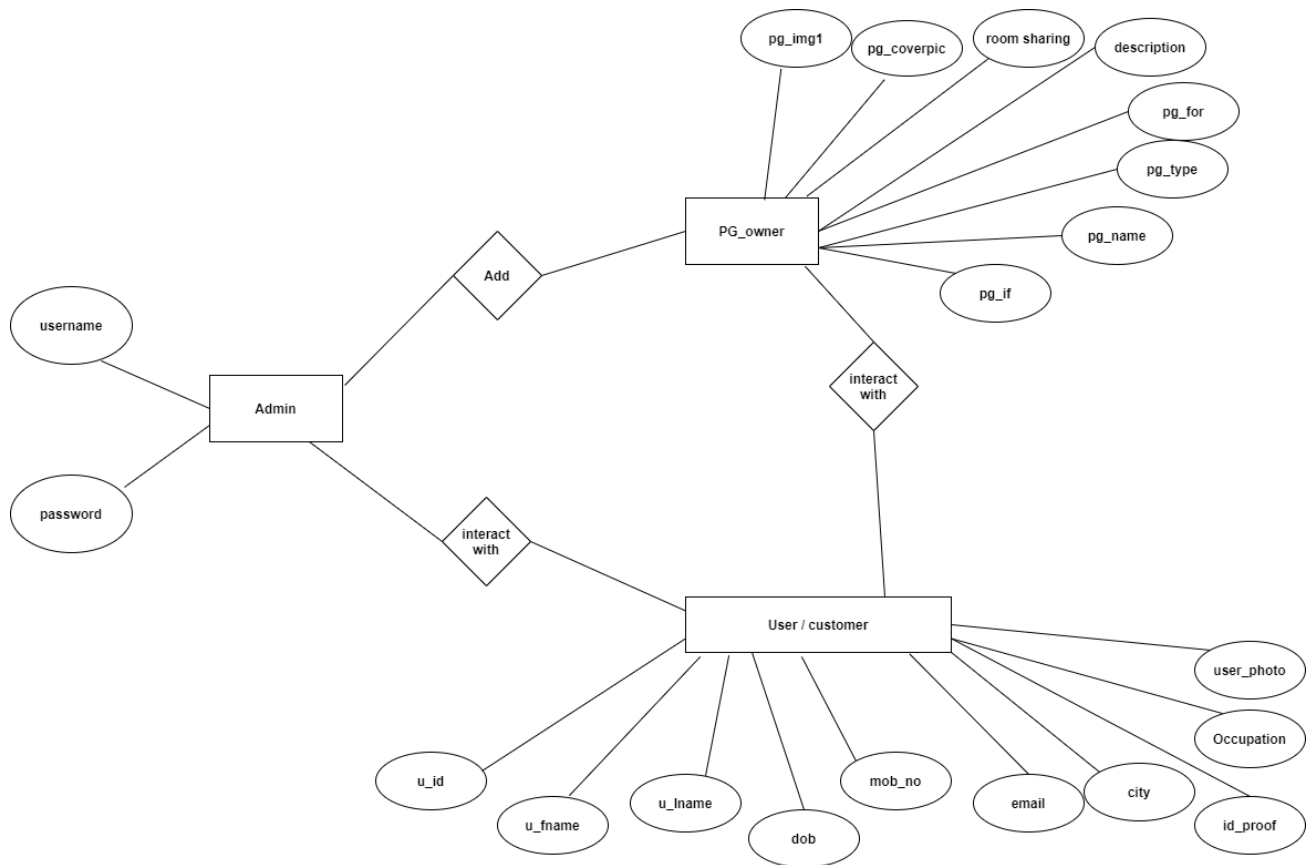 pg_img1
pg_coverpic
room sharing
description
pg_for
pg_type
PG_owner
pg_name
Add
pg_if
username
interact
with
Admin
password
interact
with
User / customer
user_photo
Occupation
u_id
mob_no
u_lname
email
city
u_fname
dob
id_proof